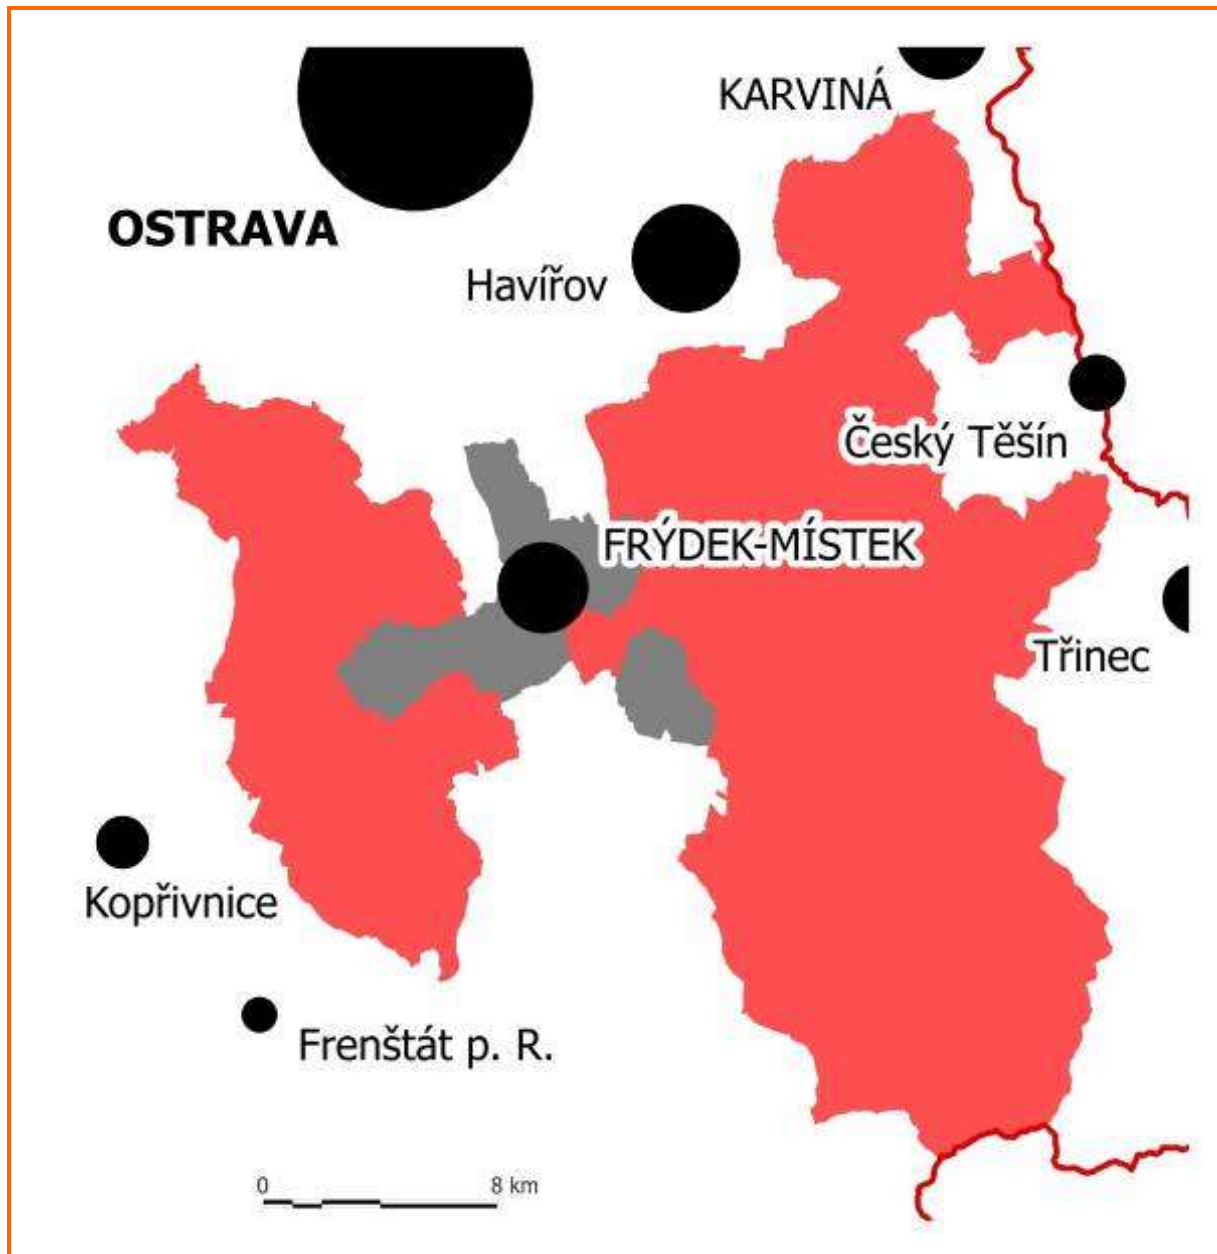 KARVINÁ
OSTRAVA
Havířov
Český Těšín
FRÝDEK-MÍSTEK
Třinec
Kopřivnice
Frenštát p. R.
0 8 km